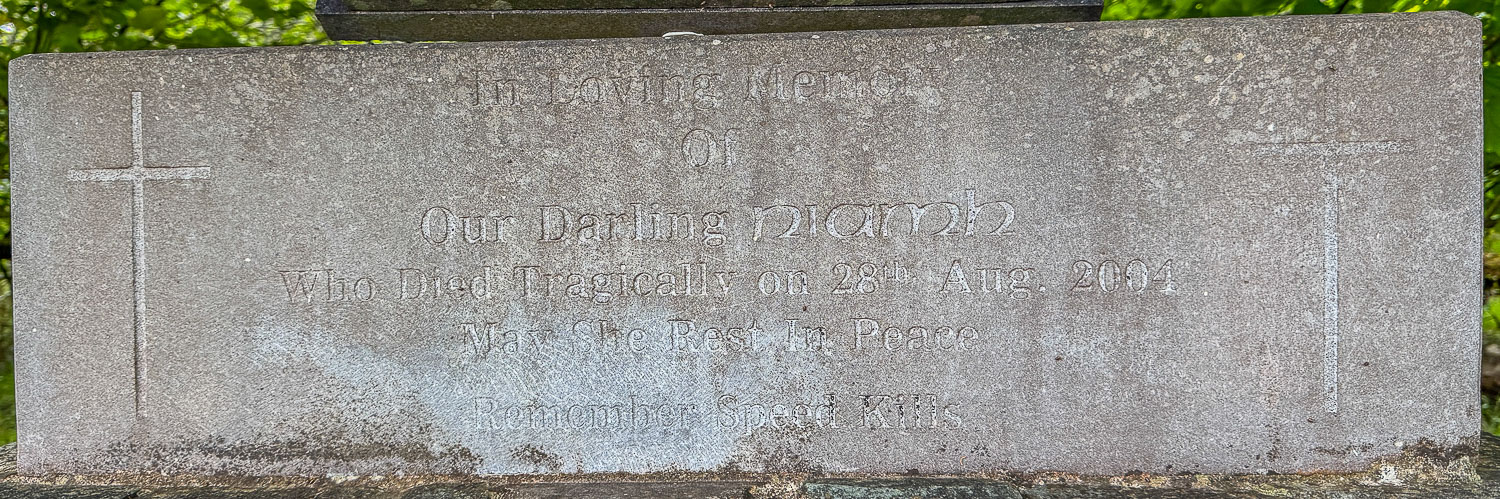 In Loving Memory
Of
Our Darling NIAMH
Who Died Tragically on 28th Aug. 2004
May She Rest In Peace
Remember Speed Kills